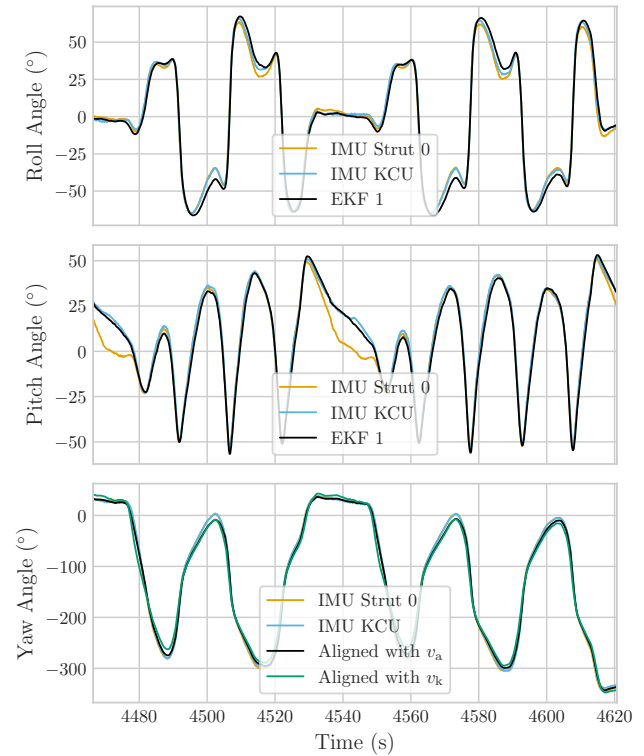 Roll Angle (°)
50
25
0
−25
−50
IMU Strut 0
IMU KCU
EKF 1
Pitch Angle (°)
50
25
0
−25
−50
IMU Strut 0
IMU KCU
EKF 1
Yaw Angle (°)
0
−100
−200
−300
IMU Strut 0
IMU KCU
Aligned with va
Aligned with vk
4480 4500 4520 4540 4560 4580 4600 4620
Time (s)